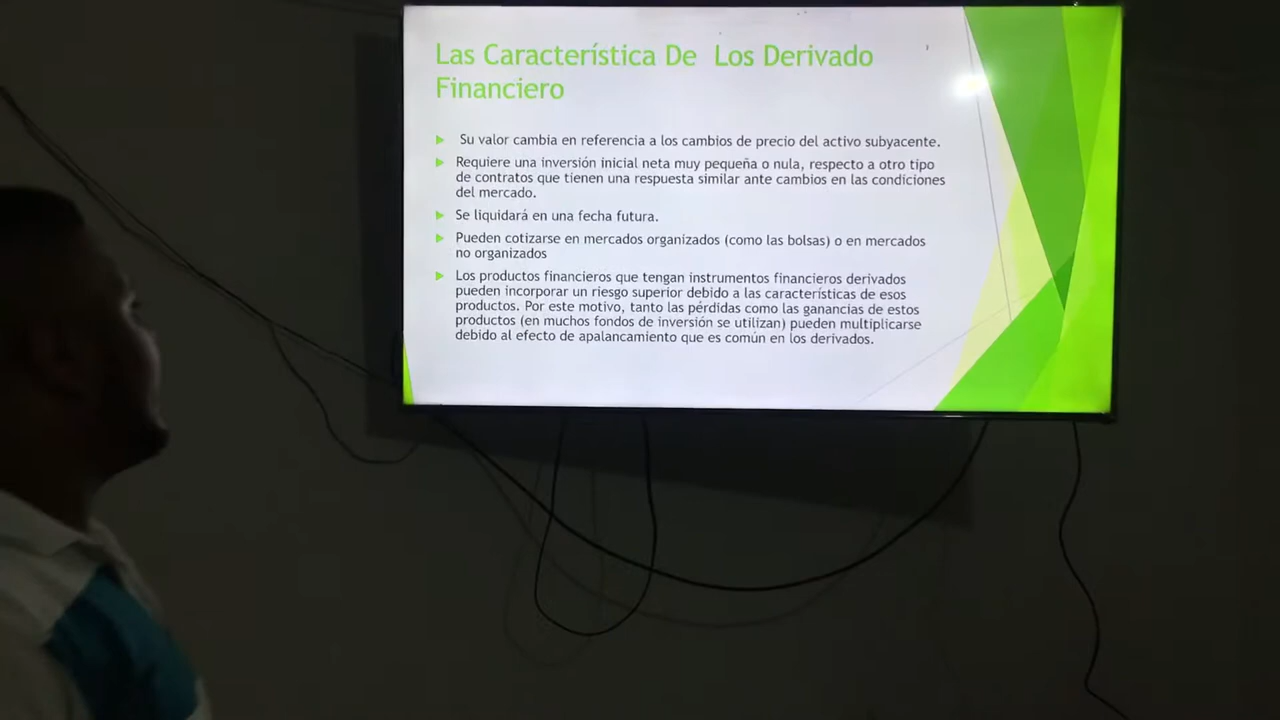 Las Característica De Los Derivado
Financiero
Su valor cambia en referencia a los cambios de precio del activo subyacente.
Requiere una inversión inicial neta muy pequeña o nula, respecto a otro tipo
de contratos que tienen una respuesta similar ante cambios en las condiciones
del mercado.
Se liquidará en una fecha futura.
Pueden cotizarse en mercados organizados (como las bolsas) o en mercados
no organizados
Los productos financieros que tengan instrumentos financieros derivados
pueden incorporar un riesgo superior debido a las características de esos
productos. Por este motivo, tanto las pérdidas como las ganancias de estos
productos (en muchos fondos de inversión se utilizan) pueden multiplicarse
debido al efecto de apalancamiento que es común en los derivados.